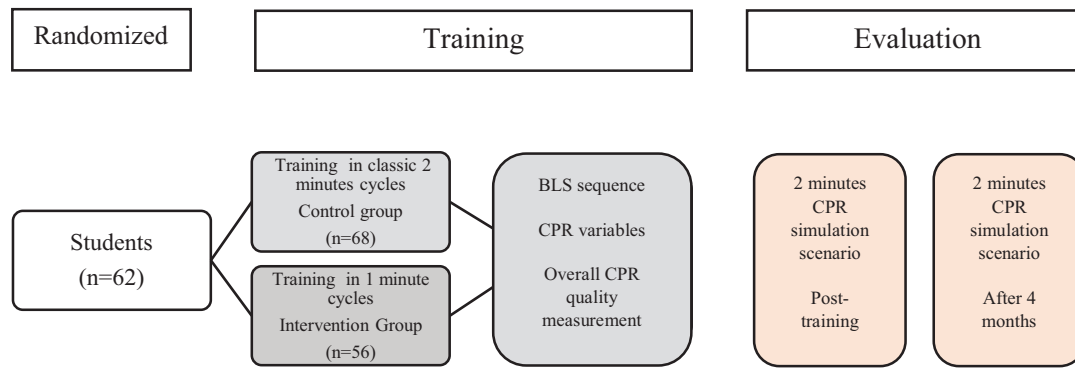 Randomized
Training
Evaluation
Students
(n=62)
Training in classic 2
minutes cycles
Control group
(n=68)
Training in 1 minute
cycles
Intervention Group
(n=56)
BLS sequence
CPR variables
Overall CPR
quality
measurement
2 minutes
CPR
simulation
scenario
Post-
training
2 minutes
CPR
simulation
scenario
After 4
months